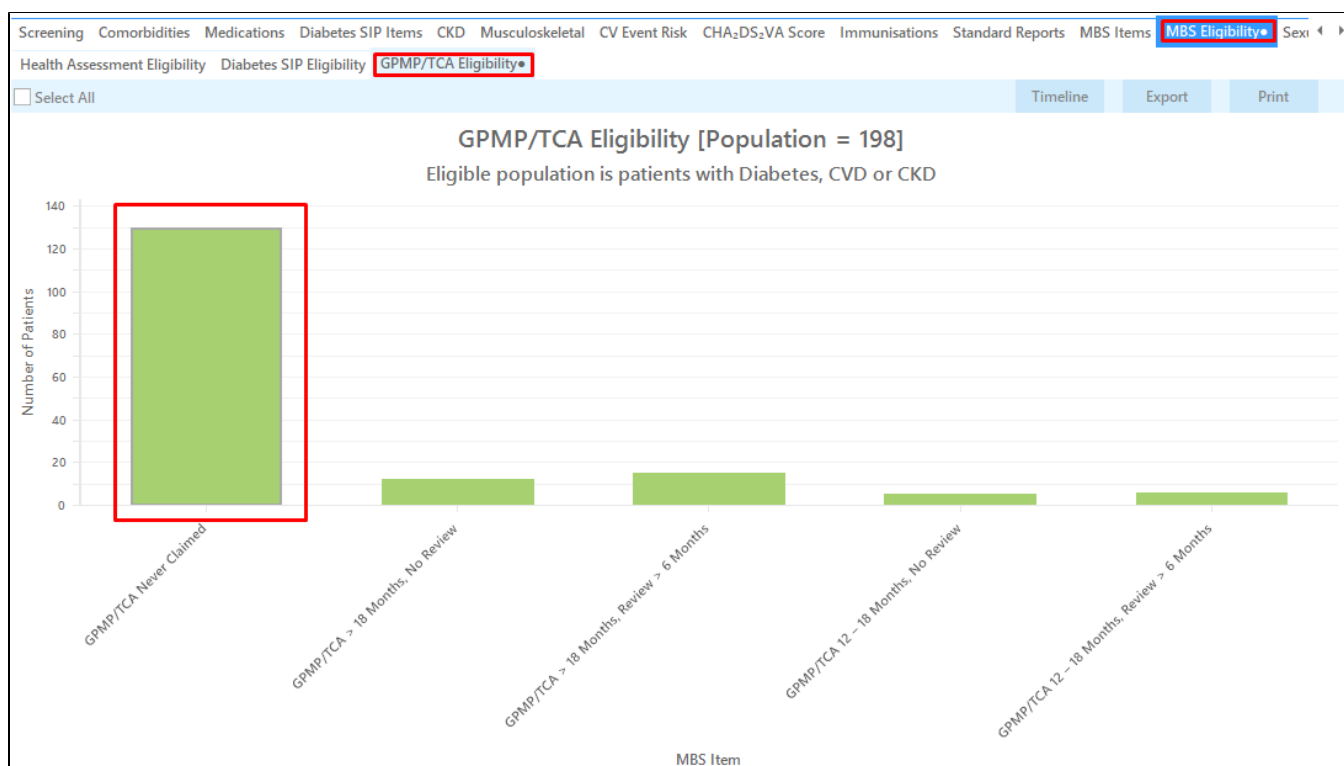 Screening Comorbidities Medications Diabetes SIP Items CKD Musculoskeletal CV Event Risk CHA₂DS₂VA Score Immunisations Standard Reports MBS Items MBS Eligibility● Sexu
Health Assessment Eligibility Diabetes SIP Eligibility GPMP/TCA Eligibility●
Select All Timeline Export Print
GPMP/TCA Eligibility [Population = 198]
Eligible population is patients with Diabetes, CVD or CKD
Number of Patients
140
120
100
80
60
40
20
0
GPMP/TCA Never Claimed
GPMP/TCA > 18 Months, No Review
GPMP/TCA > 18 Months, Review > 6 Months
GPMP/TCA 12 – 18 Months, No Review
GPMP/TCA 12 – 18 Months, Review > 6 Months
MBS Item